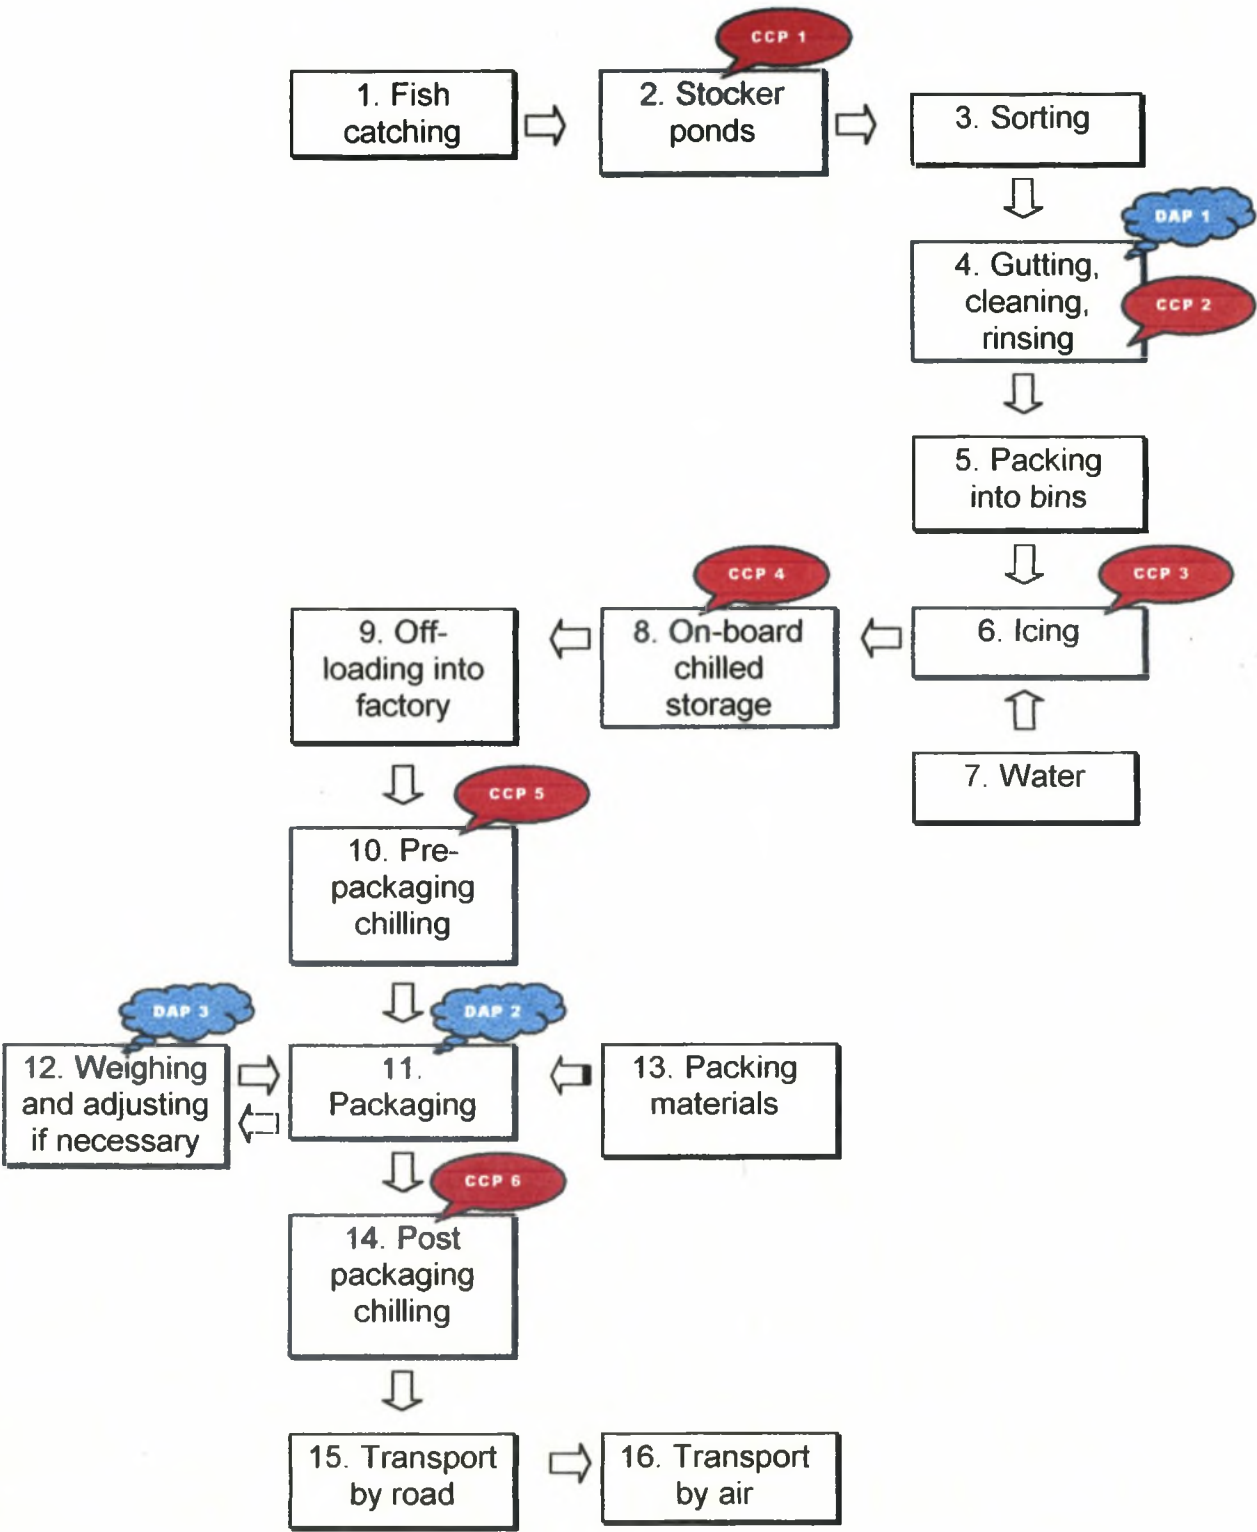 CCP 1
1. Fish
catching
2. Stocker
ponds
3. Sorting
DAP 1
4. Gutting,
cleaning,
rinsing
CCP 2
5. Packing
into bins
CCP 3
6. Icing
7. Water
CCP 4
8. On-board
chilled
storage
9. Off-
loading into
factory
CCP 5
10. Pre-
packaging
chilling
DAP 2
11.
Packaging
DAP 3
12. Weighing
and adjusting
if necessary
13. Packing
materials
CCP 6
14. Post
packaging
chilling
15. Transport
by road
16. Transport
by air